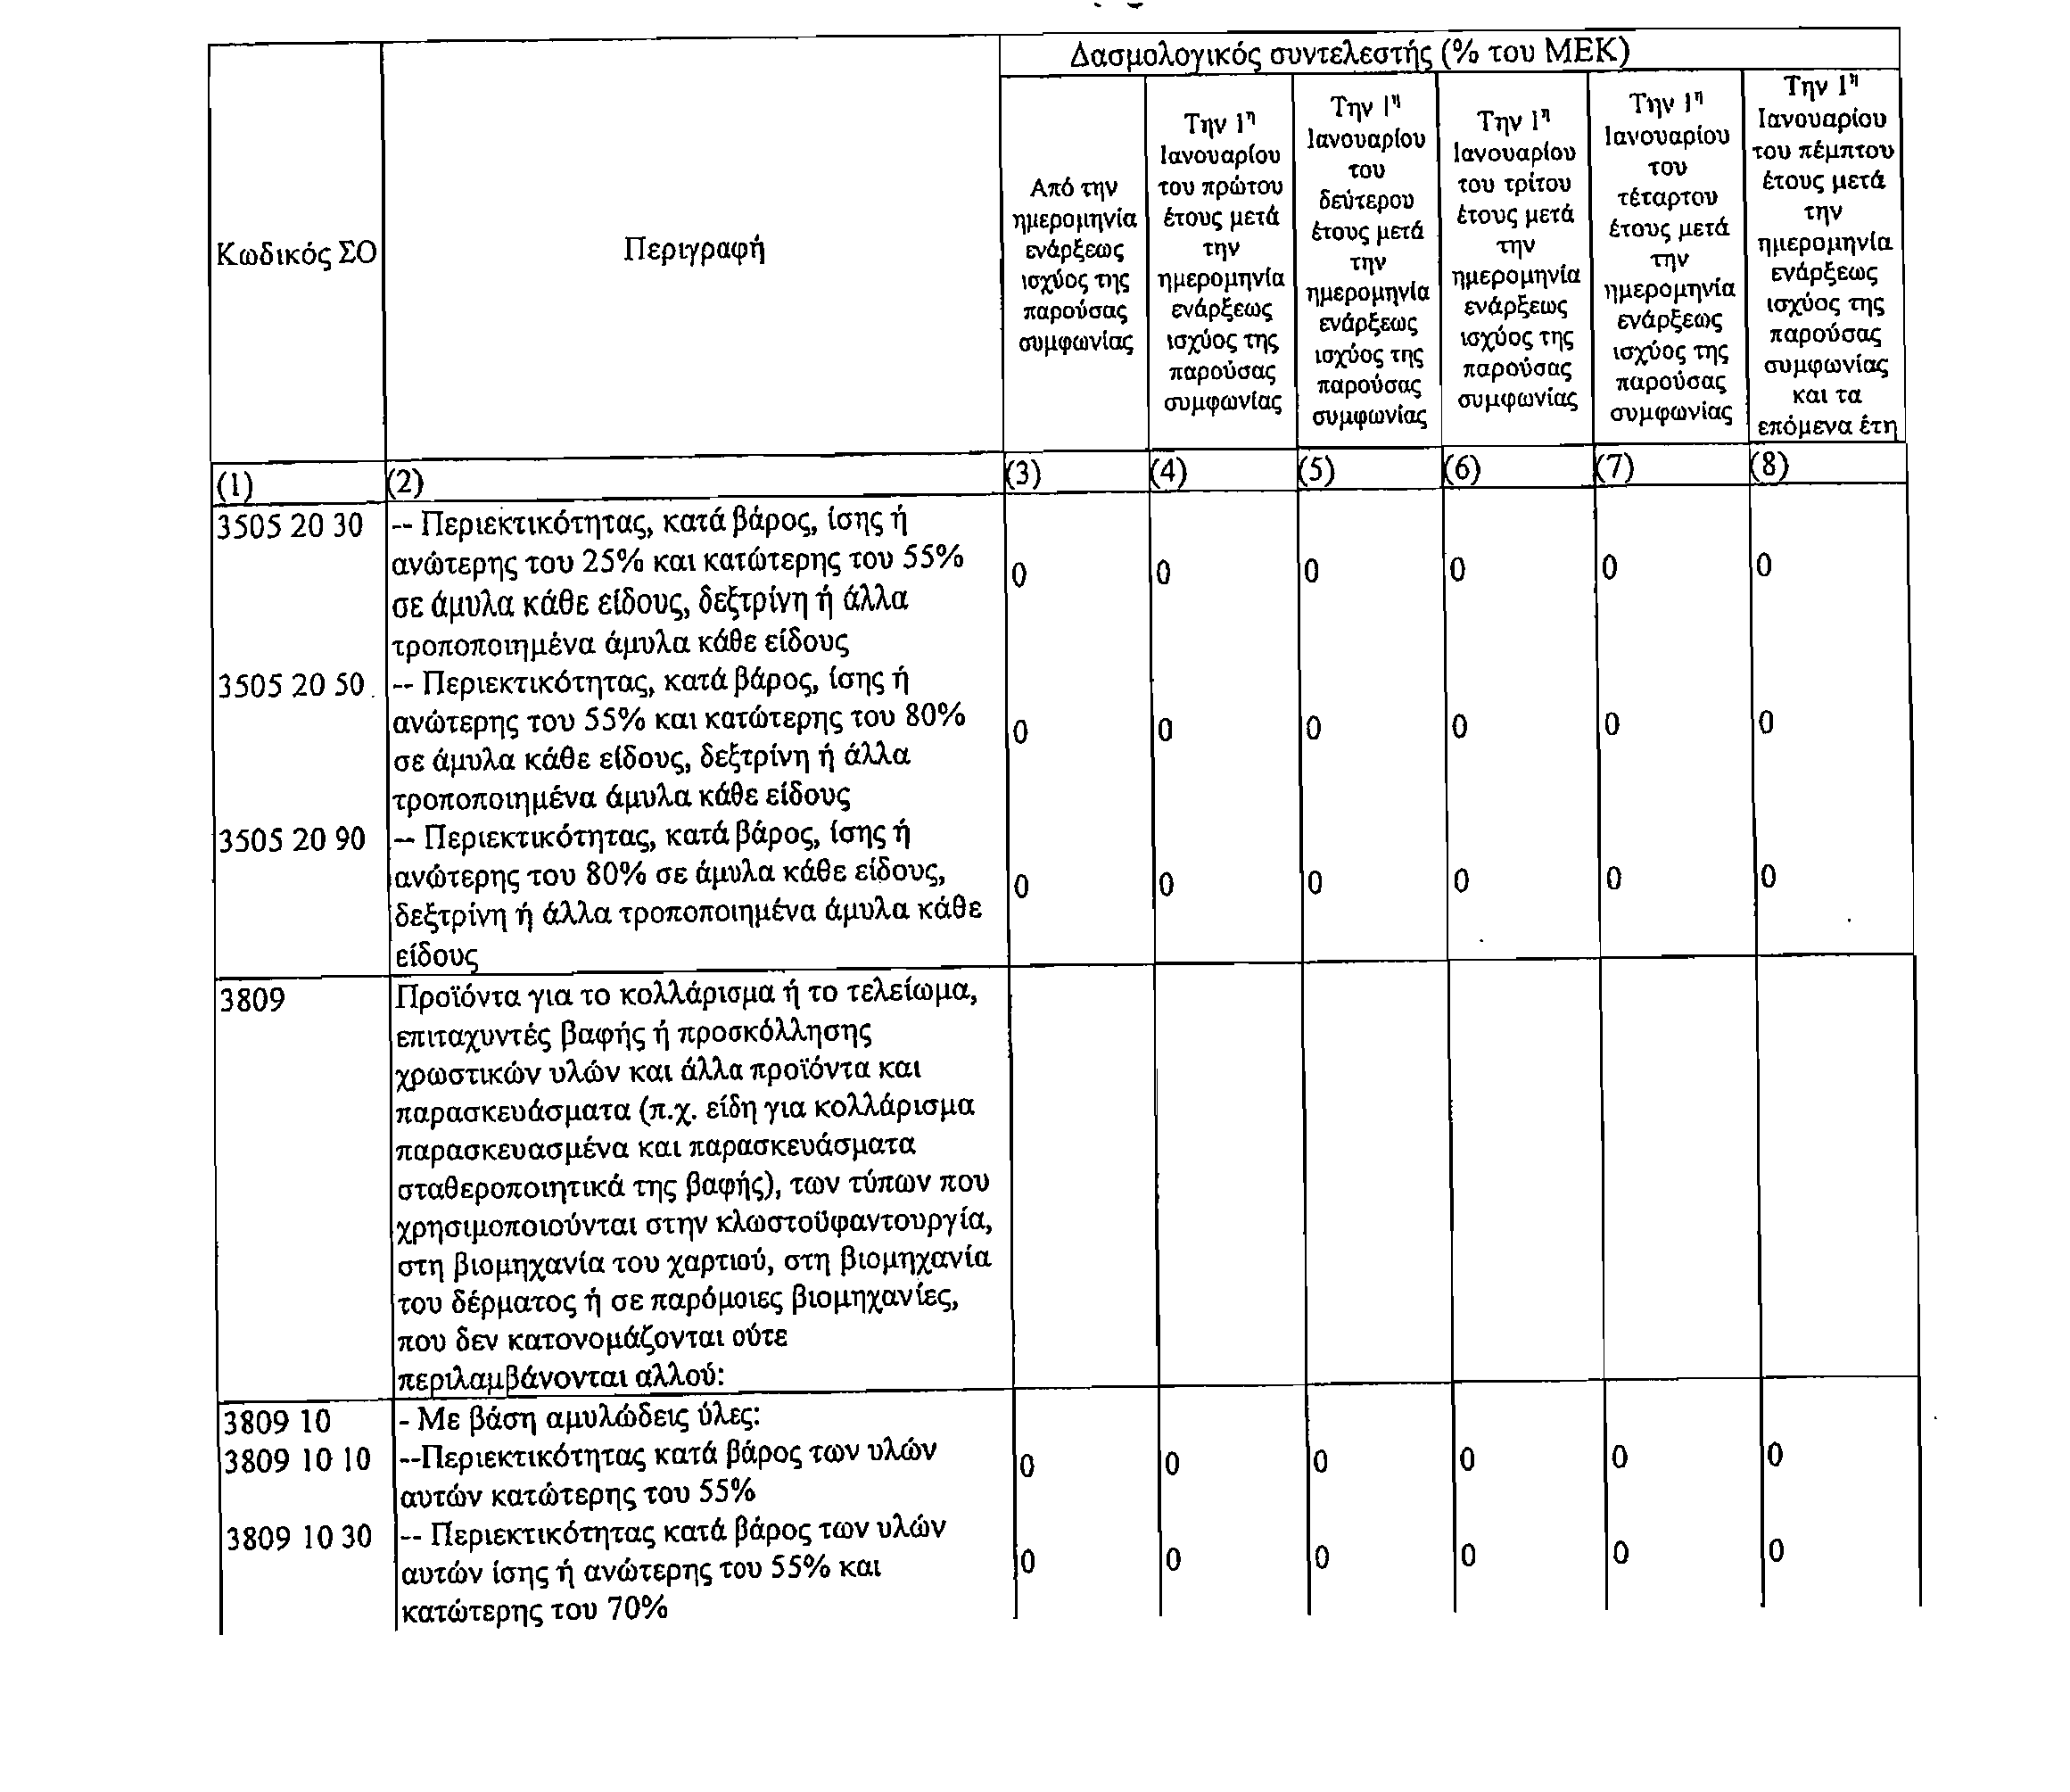 Δασμολογικός συντελεστής (% του ΜΕΚ)
Κωδικός ΣΟ
Περιγραφή
Από την
ημερομηνία
ενάρξεως
ισχύος της
παρούσας
συμφωνίας
Την 1η
Ιανουαρίου
του πρώτου
έτους μετά
την
ημερομηνία
ενάρξεως
ισχύος της
παρούσας
συμφωνίας
Την 1η
Ιανουαρίου
του
δεύτερου
έτους μετά
την
ημερομηνία
ενάρξεως
ισχύος της
παρούσας
συμφωνίας
Την 1η
Ιανουαρίου
του τρίτου
έτους μετά
την
ημερομηνία
ενάρξεως
ισχύος της
παρούσας
συμφωνίας
Την 1η
Ιανουαρίου
του
τέταρτου
έτους μετά
την
ημερομηνία
ενάρξεως
ισχύος της
παρούσας
συμφωνίας
Την 1η
Ιανουαρίου
του πέμπτου
έτους μετά
την
ημερομηνία
ενάρξεως
ισχύος της
παρούσας
συμφωνίας
και τα
επόμενα έτη
(1) (2) (3) (4) (5) (6) (7) (8)
3505 20 30 -- Περιεκτικότητας, κατά βάρος, ίσης ή
ανώτερης του 25% και κατώτερης του 55% 0 0 0 0 0 0
σε άμυλα κάθε είδους, δεξτρίνη ή άλλα
τροποποιημένα άμυλα κάθε είδους
3505 20 50 -- Περιεκτικότητας, κατά βάρος, ίσης ή
ανώτερης του 55% και κατώτερης του 80% 0 0 0 0 0 0
σε άμυλα κάθε είδους, δεξτρίνη ή άλλα
τροποποιημένα άμυλα κάθε είδους
3505 20 90 -- Περιεκτικότητας, κατά βάρος, ίσης ή
ανώτερης του 80% σε άμυλα κάθε είδους, 0 0 0 0 0 0
δεξτρίνη ή άλλα τροποποιημένα άμυλα κάθε
είδους
3809 Προϊόντα για το κολλάρισμα ή το τελείωμα,
επιταχυντές βαφής ή προσκόλλησης
χρωστικών υλών και άλλα προϊόντα και
παρασκευάσματα (π.χ. είδη για κολλάρισμα
παρασκευασμένα και παρασκευάσματα
σταθεροποιητικά της βαφής), των τύπων που
χρησιμοποιούνται στην κλωστοϋφαντουργία,
στη βιομηχανία του χαρτιού, στη βιομηχανία
του δέρματος ή σε παρόμοιες βιομηχανίες,
που δεν κατονομάζονται ούτε
περιλαμβάνονται αλλού:
3809 10 - Με βάση αμυλώδεις ύλες:
3809 10 10 --Περιεκτικότητας κατά βάρος των υλών 0 0 0 0 0 0
αυτών κατώτερης του 55%
3809 10 30 -- Περιεκτικότητας κατά βάρος των υλών
αυτών ίσης ή ανώτερης του 55% και 0 0 0 0 0 0
κατώτερης του 70%